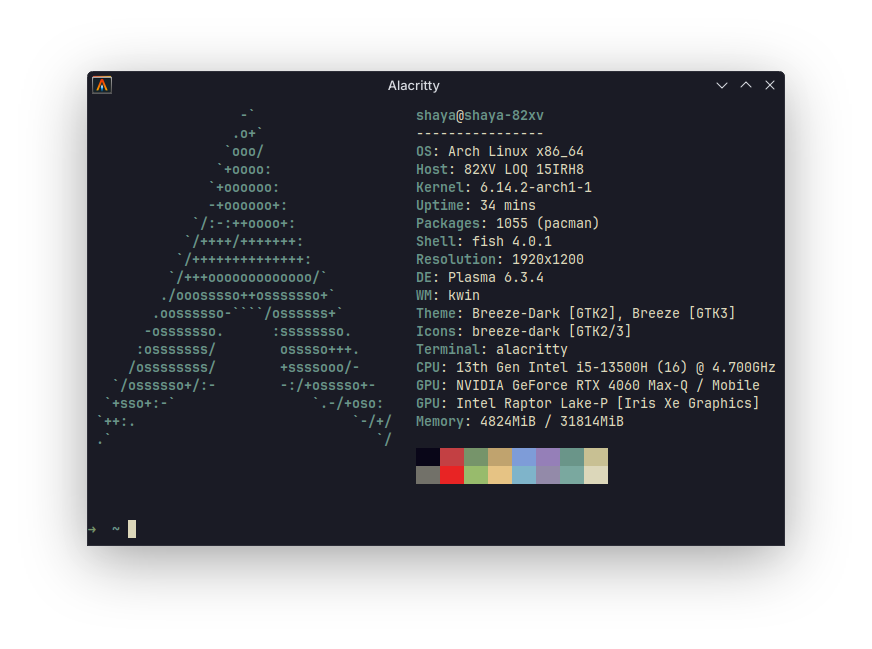 Alacritty
                  -`
                 .o+`
                `ooo/
               `+oooo:
              `+oooooo:
              -+oooooo+:
            `/:-:++oooo+:
           `/++++/+++++++:
          `/++++++++++++++:
         `/+++ooooooooooooo/`
        ./ooosssso++osssssso+`
       .oossssso-````/ossssss+`
      -osssssso.      :ssssssso.
     :osssssss/        osssso+++.
    /ossssssss/        +ssssooo/-
  `/ossssso+/:-        -:/+osssso+-
 `+sso+:-`                 `.-/+oso:
`++:.                           `-/+/
.`                                 `/
shaya@shaya-82xv
----------------
OS: Arch Linux x86_64
Host: 82XV LOQ 15IRH8
Kernel: 6.14.2-arch1-1
Uptime: 34 mins
Packages: 1055 (pacman)
Shell: fish 4.0.1
Resolution: 1920x1200
DE: Plasma 6.3.4
WM: kwin
Theme: Breeze-Dark [GTK2], Breeze [GTK3]
Icons: breeze-dark [GTK2/3]
Terminal: alacritty
CPU: 13th Gen Intel i5-13500H (16) @ 4.700GHz
GPU: NVIDIA GeForce RTX 4060 Max-Q / Mobile
GPU: Intel Raptor Lake-P [Iris Xe Graphics]
Memory: 4824MiB / 31814MiB
➜  ~